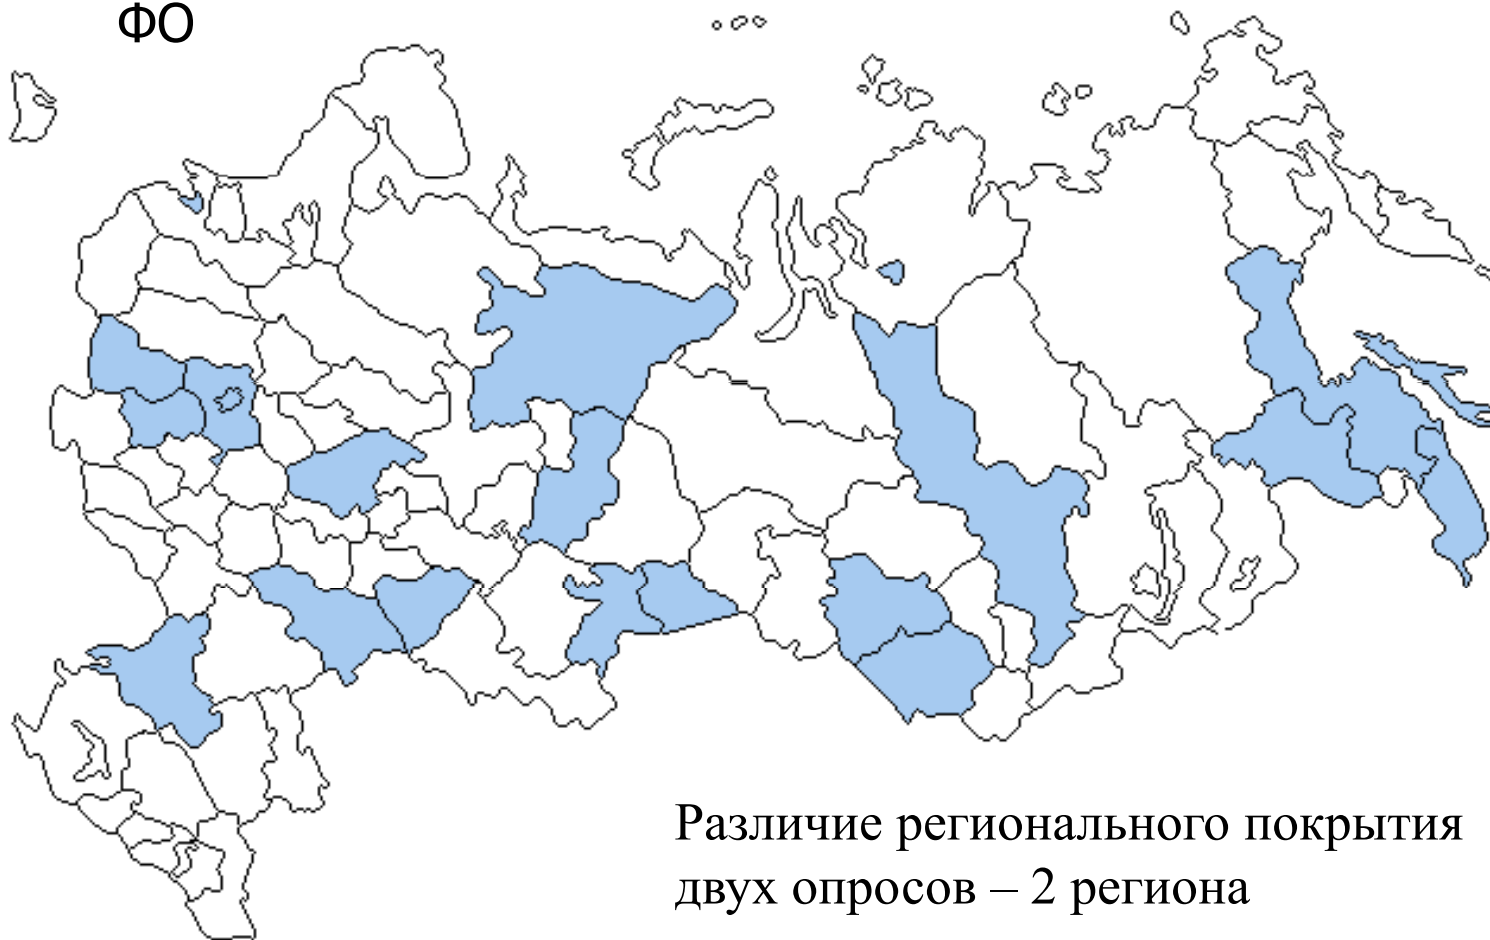 ФО
Различие регионального покрытия
двух опросов – 2 региона